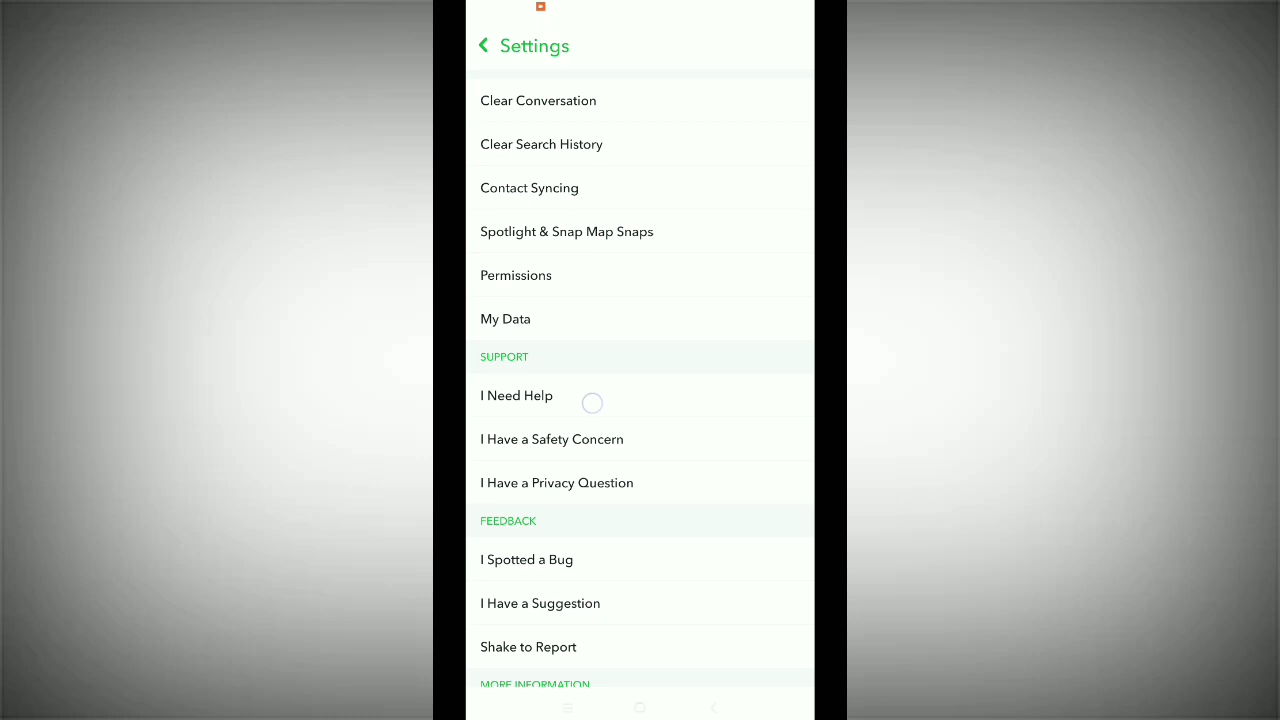 Settings
Clear Conversation
Clear Search History
Contact Syncing
Spotlight & Snap Map Snaps
Permissions
My Data
SUPPORT
I Need Help
I Have a Safety Concern
I Have a Privacy Question
FEEDBACK
I Spotted a Bug
I Have a Suggestion
Shake to Report
MORE INFORMATION